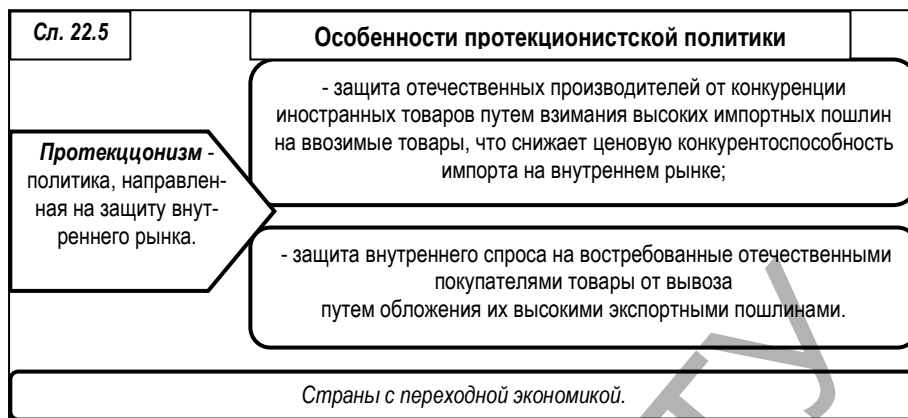 Сл. 22.5
Особенности протекционистской политики
Протекцционизм -
политика, направлен-
ная на защиту внут-
реннего рынка.
- защита отечественных производителей от конкуренции
иностранных товаров путем взимания высоких импортных пошлин
на ввозимые товары, что снижает ценовую конкурентоспособность
импорта на внутреннем рынке;
- защита внутреннего спроса на востребованные отечественными
покупателями товары от вывоза
путем обложения их высокими экспортными пошлинами.
Страны с переходной экономикой.
ТУ